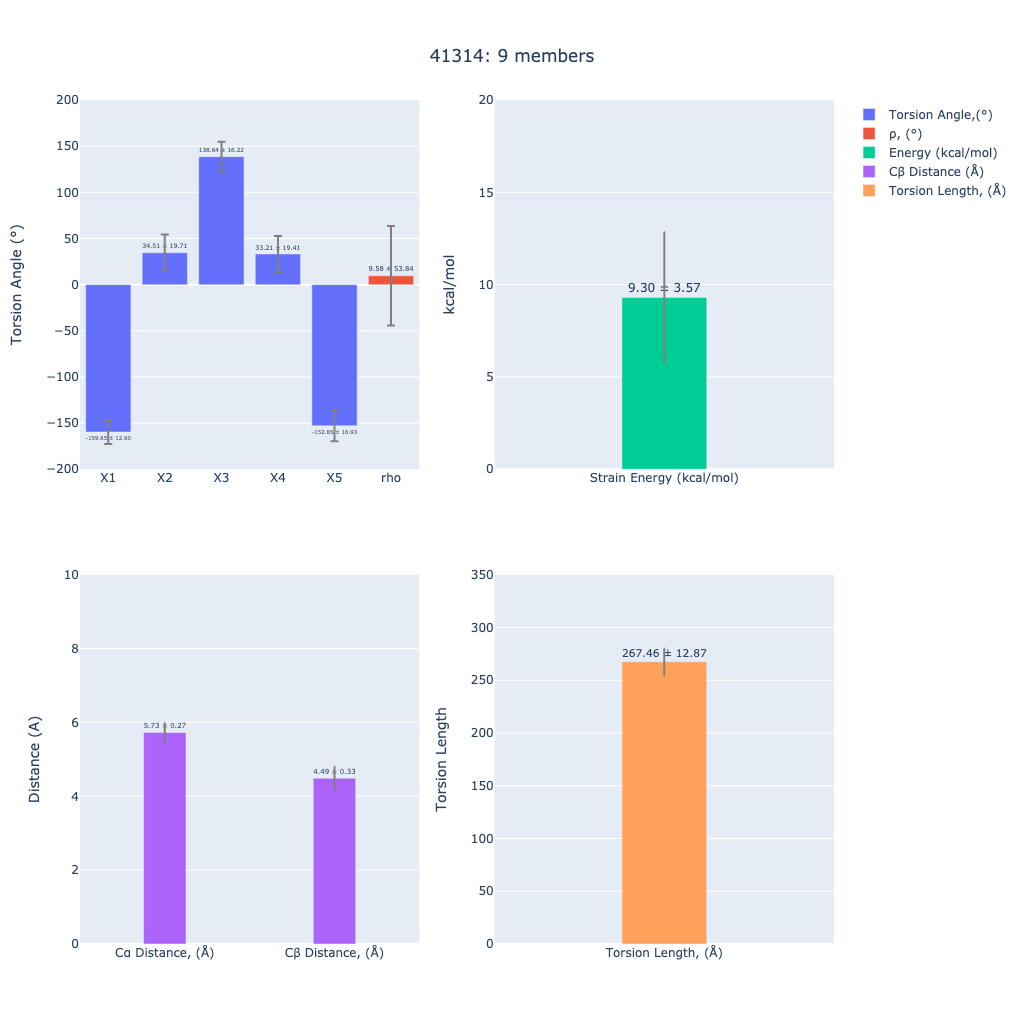 41314: 9 members
Torsion Angle (°)
200
150
100
50
0
−50
−100
−150
−200
-159.65 ± 12.90
34.51 ± 19.71
138.64 ± 16.22
33.21 ± 19.41
-152.85 ± 16.93
9.58 ± 53.84
X1
X2
X3
X4
X5
rho
kcal/mol
20
15
10
5
0
9.30 ± 3.57
Strain Energy (kcal/mol)
Torsion Angle,(°)
ρ, (°)
Energy (kcal/mol)
Cβ Distance (Å)
Torsion Length, (Å)
Distance (A)
10
8
6
4
2
0
5.73 ± 0.27
4.49 ± 0.33
Cα Distance, (Å)
Cβ Distance, (Å)
Torsion Length
350
300
250
200
150
100
50
0
267.46 ± 12.87
Torsion Length, (Å)